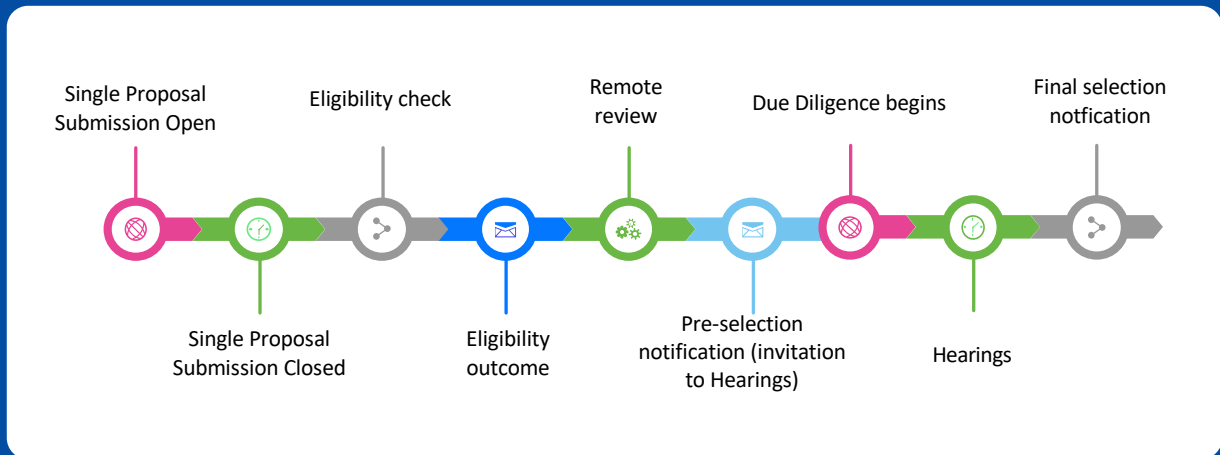 Single Proposal
Submission Open
Single Proposal
Submission Closed
Eligibility check
Eligibility
outcome
Remote
review
Pre-selection
notification (invitation
to Hearings)
Due Diligence begins
Hearings
Final selection
notfication